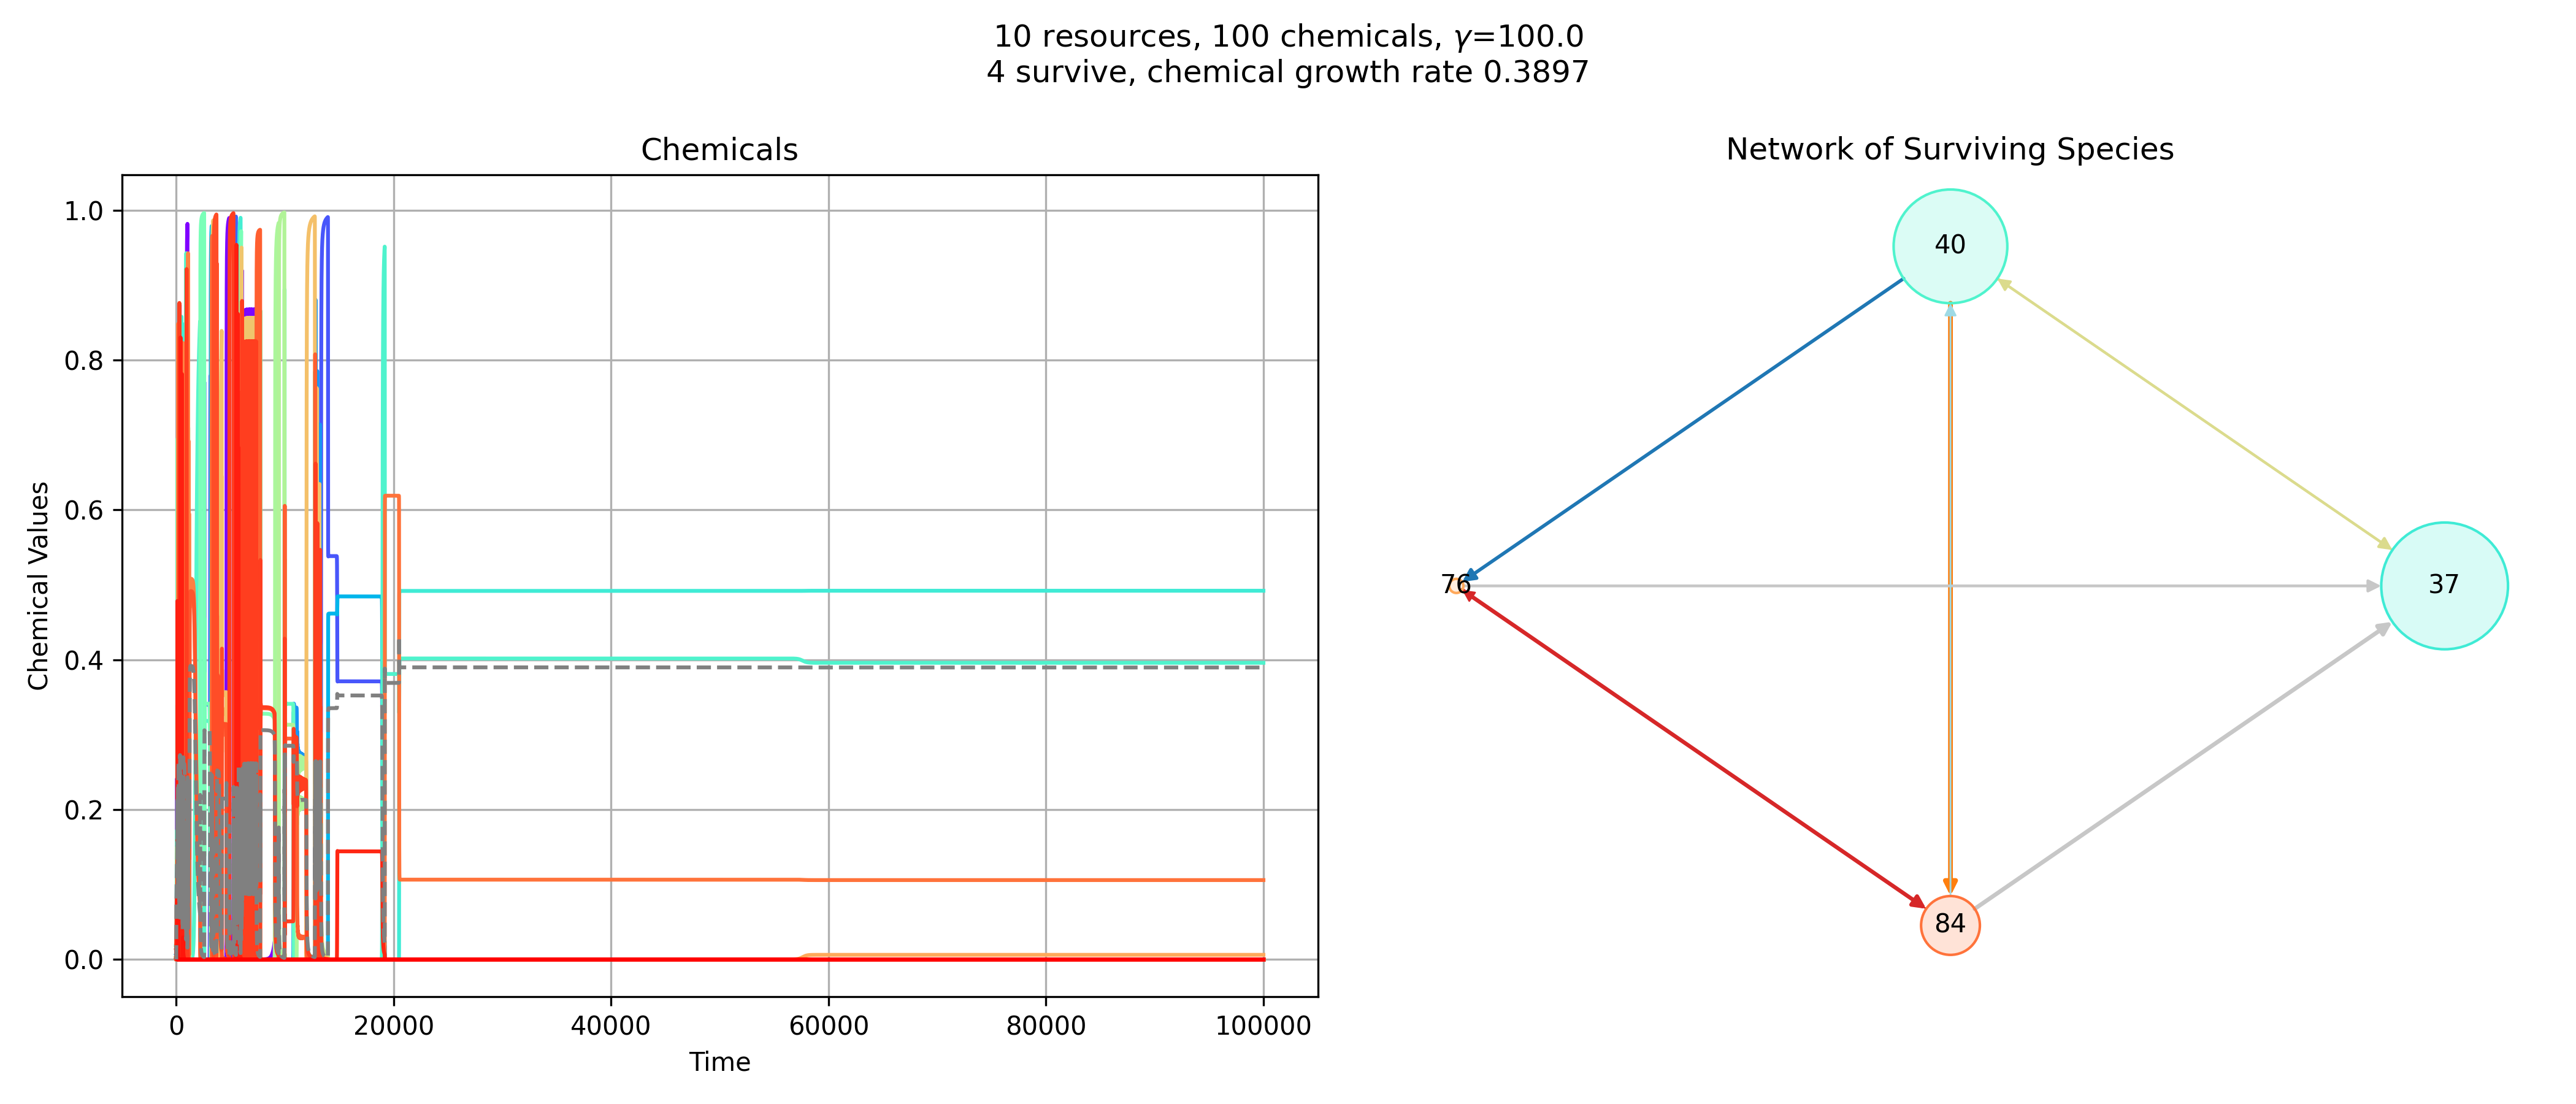 10 resources, 100 chemicals, γ=100.0
4 survive, chemical growth rate 0.3897
Chemicals
Chemical Values
1.0
0.8
0.6
0.4
0.2
0.0
0
20000
40000
60000
80000
100000
Time
Network of Surviving Species
40
76
37
84